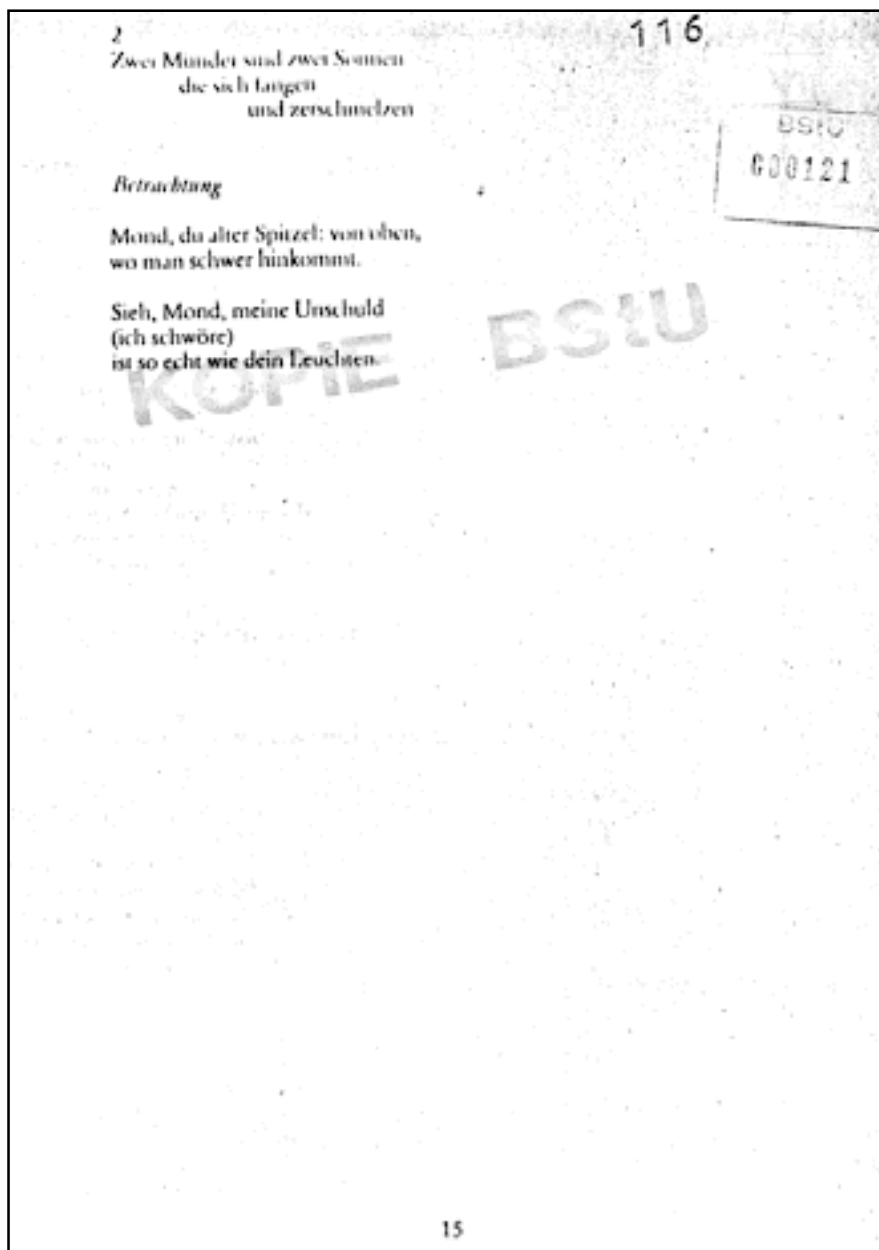 116
BStU
000121
2
Zwei Münder sind zwei Sonnen
die sich fangen
und zerschmelzen
Betrachtung
Mond, du alter Spitzel: von oben,
wo man schwer hinkommt.
Sieh, Mond, meine Unschuld
(ich schwöre)
ist so echt wie dein Leuchten.
KOPIE BStU
15